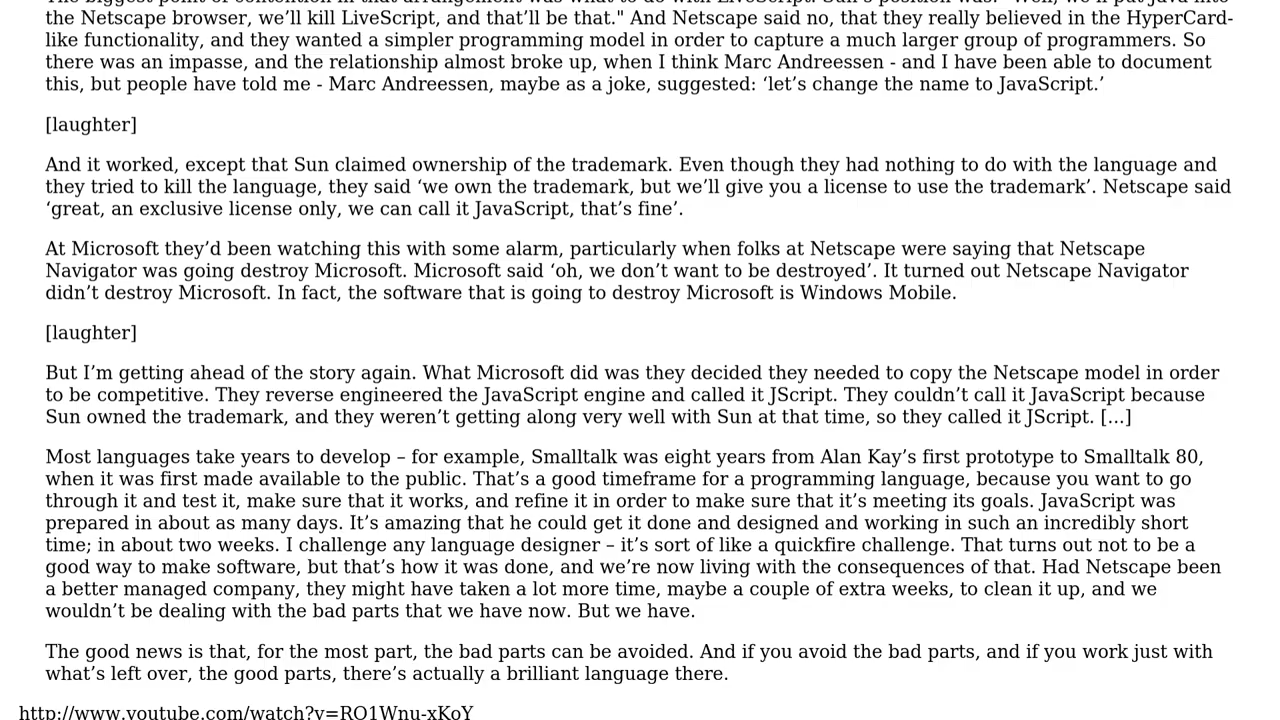 the Netscape browser, we’ll kill LiveScript, and that’ll be that." And Netscape said no, that they really believed in the HyperCard-
like functionality, and they wanted a simpler programming model in order to capture a much larger group of programmers. So
there was an impasse, and the relationship almost broke up, when I think Marc Andreessen - and I have been able to document
this, but people have told me - Marc Andreessen, maybe as a joke, suggested: ‘let’s change the name to JavaScript.’
[laughter]
And it worked, except that Sun claimed ownership of the trademark. Even though they had nothing to do with the language and
they tried to kill the language, they said ‘we own the trademark, but we’ll give you a license to use the trademark’. Netscape said
‘great, an exclusive license only, we can call it JavaScript, that’s fine’.
At Microsoft they’d been watching this with some alarm, particularly when folks at Netscape were saying that Netscape
Navigator was going destroy Microsoft. Microsoft said ‘oh, we don’t want to be destroyed’. It turned out Netscape Navigator
didn’t destroy Microsoft. In fact, the software that is going to destroy Microsoft is Windows Mobile.
[laughter]
But I’m getting ahead of the story again. What Microsoft did was they decided they needed to copy the Netscape model in order
to be competitive. They reverse engineered the JavaScript engine and called it JScript. They couldn’t call it JavaScript because
Sun owned the trademark, and they weren’t getting along very well with Sun at that time, so they called it JScript. [...]
Most languages take years to develop – for example, Smalltalk was eight years from Alan Kay’s first prototype to Smalltalk 80,
when it was first made available to the public. That’s a good timeframe for a programming language, because you want to go
through it and test it, make sure that it works, and refine it in order to make sure that it’s meeting its goals. JavaScript was
prepared in about as many days. It’s amazing that he could get it done and designed and working in such an incredibly short
time; in about two weeks. I challenge any language designer – it’s sort of like a quickfire challenge. That turns out not to be a
good way to make software, but that’s how it was done, and we’re now living with the consequences of that. Had Netscape been
a better managed company, they might have taken a lot more time, maybe a couple of extra weeks, to clean it up, and we
wouldn’t be dealing with the bad parts that we have now. But we have.
The good news is that, for the most part, the bad parts can be avoided. And if you avoid the bad parts, and if you work just with
what’s left over, the good parts, there’s actually a brilliant language there.
http://www.youtube.com/watch?v=RO1Wnu-xKoY